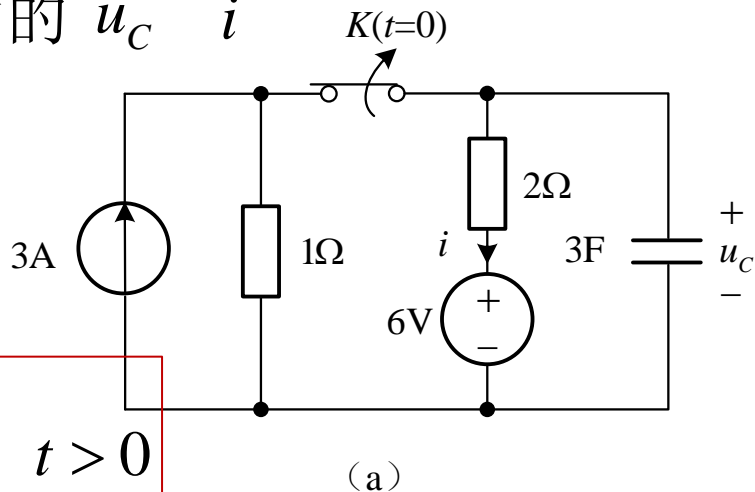 的 u_C i
K(t=0)
2Ω
3A
1Ω
i
3F
+
u_C
−
6V
+
−
t > 0
（a）